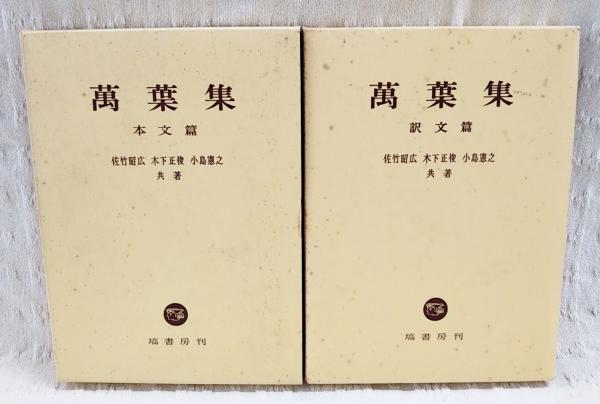 萬葉集
本文篇
佐竹昭広 木下正俊 小島憲之
共著
塙書房刊
萬葉集
訳文篇
佐竹昭広 木下正俊 小島憲之
共著
塙書房刊